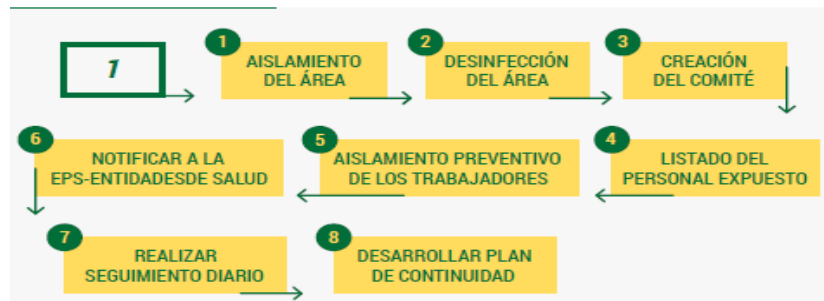 1
1
AISLAMIENTO
DEL ÁREA
2
DESINFECCIÓN
DEL ÁREA
3
CREACIÓN
DEL COMITÉ
4
LISTADO DEL
PERSONAL EXPUESTO
5
AISLAMIENTO PREVENTIVO
DE LOS TRABAJADORES
6
NOTIFICAR A LA
EPS-ENTIDADESDE SALUD
7
REALIZAR
SEGUIMIENTO DIARIO
8
DESARROLLAR PLAN
DE CONTINUIDAD